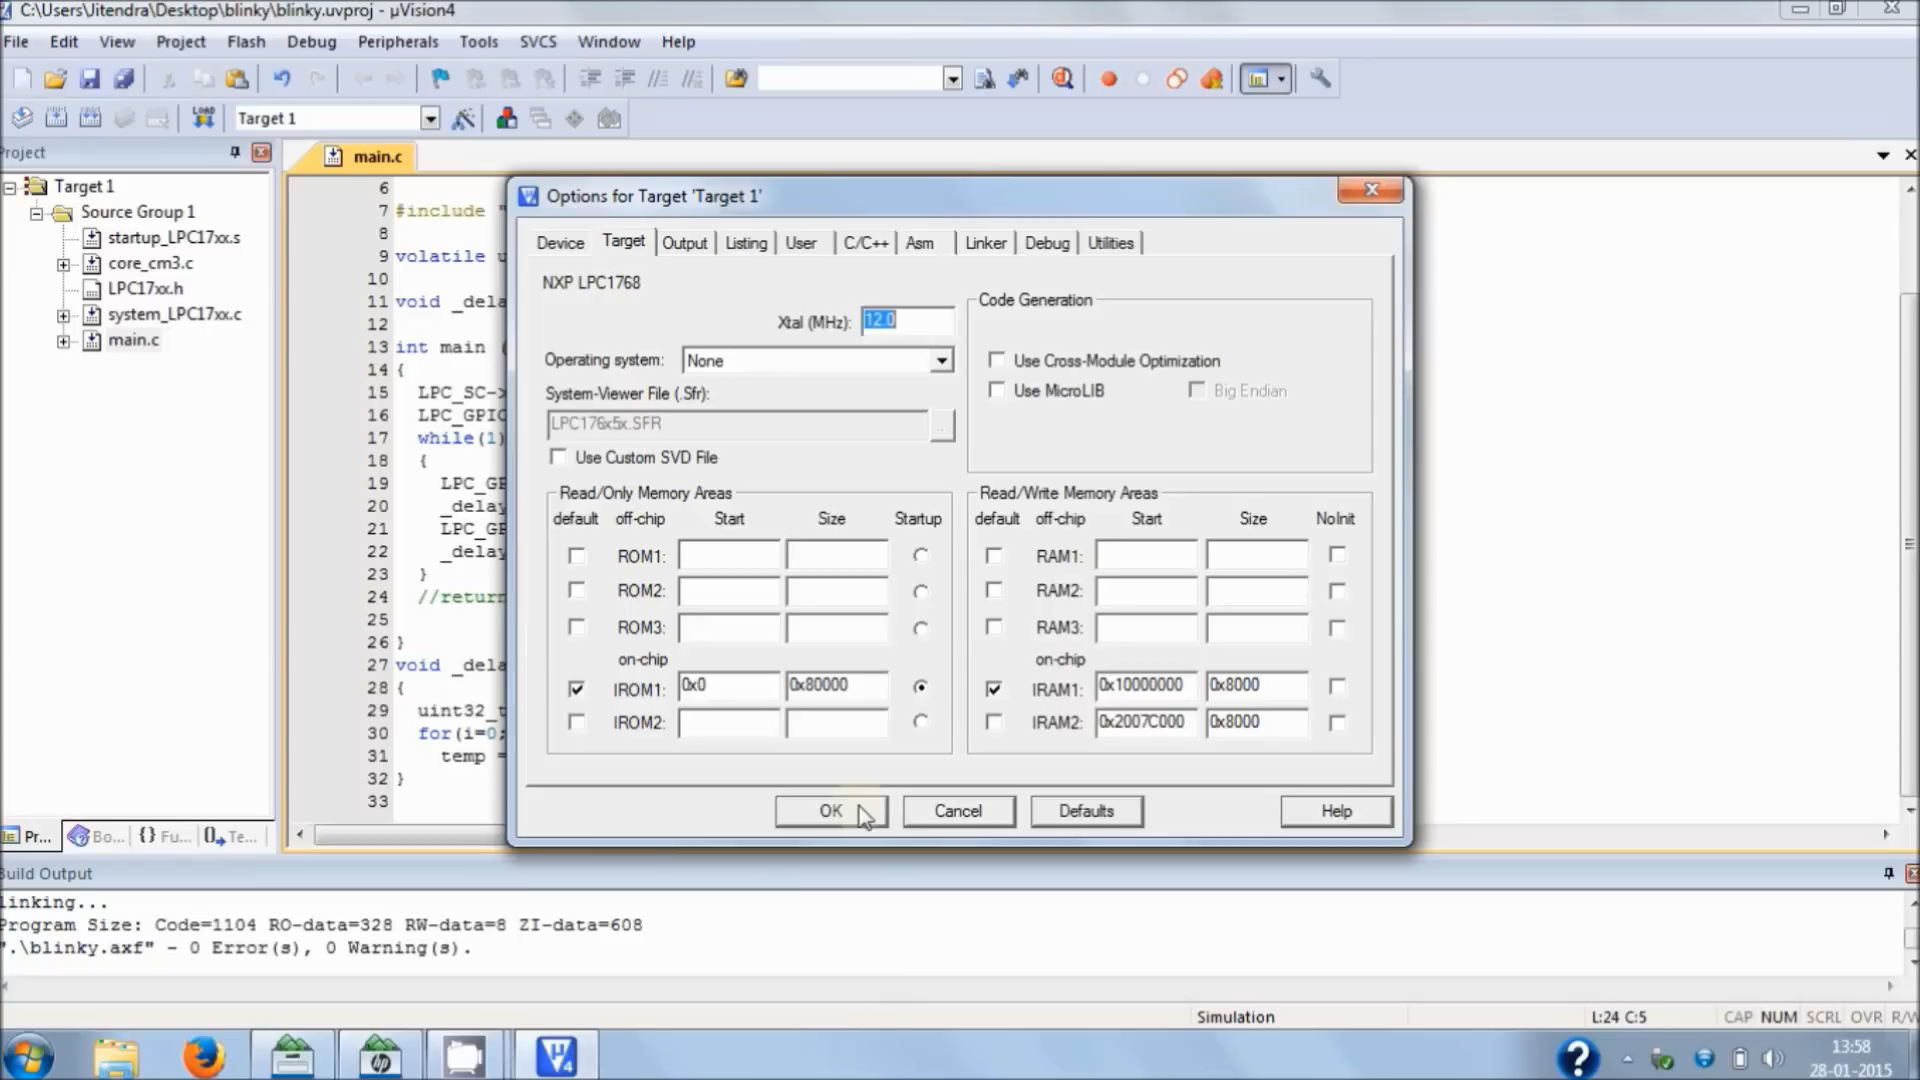 C:\Users\Jitendra\Desktop\blinky\blinky.uvproj - µVision4
File Edit View Project Flash Debug Peripherals Tools SVCS Window Help
LOAD
Target 1
Project
main.c
Target 1
Source Group 1
startup_LPC17xx.s
core_cm3.c
LPC17xx.h
system_LPC17xx.c
main.c
6
7 #include "
8
9 volatile u
10
11 void _dela
12
13 int main (
14 {
15 LPC_SC->
16 LPC_GPIO
17 while(1)
18 {
19 LPC_GP
20 _delay
21 LPC_GP
22 _delay
23 }
24 //return
25
26 }
27 void _dela
28 {
29 uint32_t
30 for(i=0;
31 temp =
32 }
33
Options for Target 'Target 1'
Device Target Output Listing User C/C++ Asm Linker Debug Utilities
NXP LPC1768
Xtal (MHz): 12.0
Operating system: None
System-Viewer File (.Sfr):
LPC176x5x.SFR
...
Use Custom SVD File
Code Generation
Use Cross-Module Optimization
Use MicroLIB Big Endian
Read/Only Memory Areas
default off-chip Start Size Startup
ROM1:
ROM2:
ROM3:
on-chip
IROM1: 0x0 0x80000
IROM2:
Read/Write Memory Areas
default off-chip Start Size NoInit
RAM1:
RAM2:
RAM3:
on-chip
IRAM1: 0x10000000 0x8000
IRAM2: 0x2007C000 0x8000
OK Cancel Defaults Help
Pr... Bo... {} Fu... 0 Te...
Build Output
linking...
Program Size: Code=1104 RO-data=328 RW-data=8 ZI-data=608
".\blinky.axf" - 0 Error(s), 0 Warning(s).
Simulation L:24 C:5 CAP NUM SCRL OVR R/W
hp
µ4
?
13:58
28-01-2015